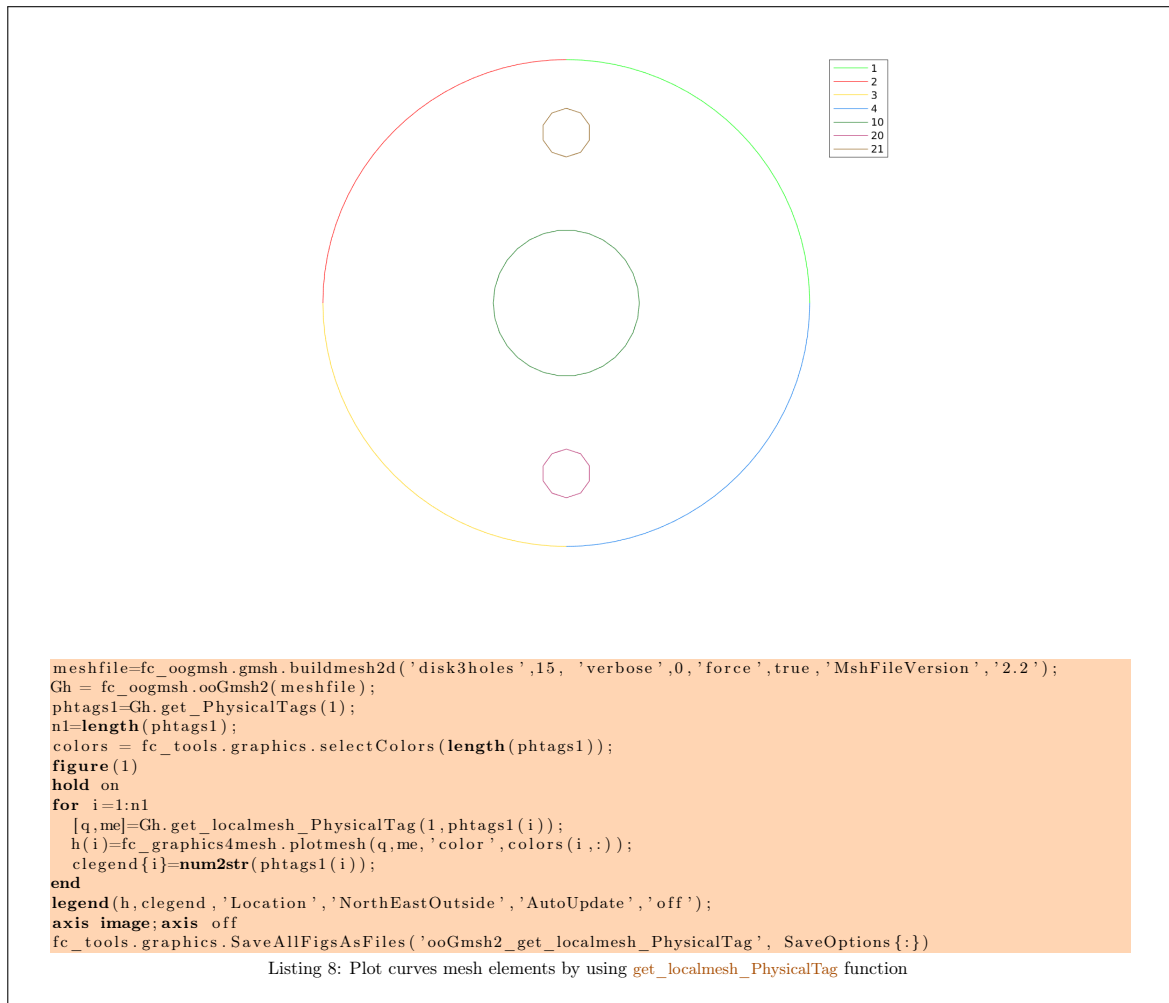 1
2
3
4
10
20
21
meshfile=fc_oogmsh.gmsh.buildmesh2d('disk3holes',15, 'verbose',0,'force',true,'MshFileVersion','2.2');
Gh = fc_oogmsh.ooGmsh2(meshfile);
phtags1=Gh.get_PhysicalTags(1);
n1=length(phtags1);
colors = fc_tools.graphics.selectColors(length(phtags1));
figure(1)
hold on
for i=1:n1
[q,me]=Gh.get_localmesh_PhysicalTag(1,phtags1(i));
h(i)=fc_graphics4mesh.plotmesh(q,me,'color',colors(i,:));
clegend{i}=num2str(phtags1(i));
end
legend(h,clegend,'Location','NorthEastOutside','AutoUpdate','off');
axis image;axis off
fc_tools.graphics.SaveAllFigsAsFiles('ooGmsh2_get_localmesh_PhysicalTag', SaveOptions{:})
Listing 8: Plot curves mesh elements by using get_localmesh_PhysicalTag function